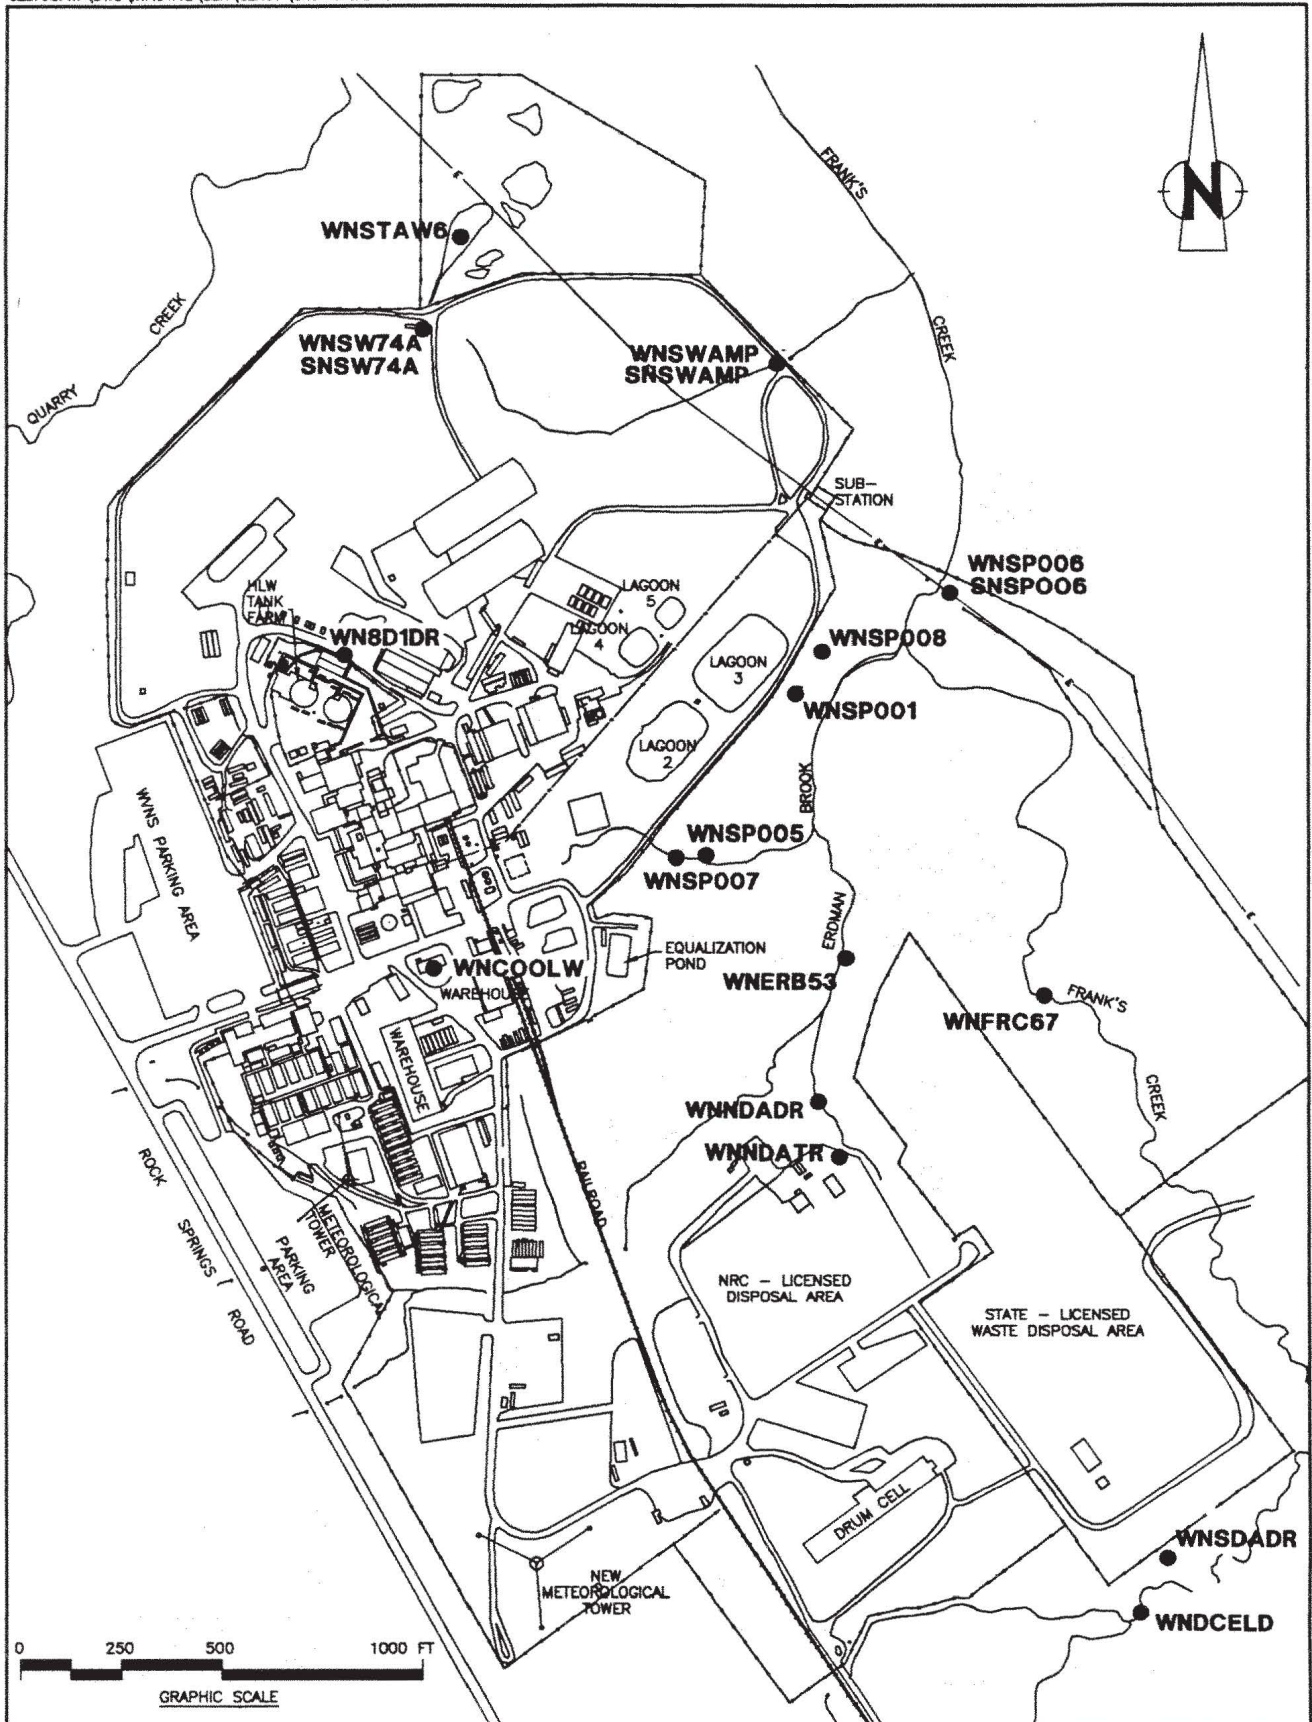 N
FRANK'S
CREEK
WNSTAW6
CREEK
QUARRY
WNSW74A
SNSW74A
WNSWAMP
SNSWAMP
SUB-
STATION
WNSP006
SNSP006
HLW
TANK
FARM
WN8D1DR
LAGOON
5
LAGOON
4
LAGOON
3
LAGOON
2
WNSP008
WNSP001
BROOK
ERDMAN
WVNS PARKING AREA
WNSP005
WNSP007
EQUALIZATION
POND
WNCOOLW
WAREHOUSE
WAREHOUSE
WNERB53
WNFRC67
FRANK'S
CREEK
WNNDADR
WNNDATR
RAILROAD
ROCK
SPRINGS
ROAD
PARKING
AREA
METEOROLOGICAL
TOWER
NRC - LICENSED
DISPOSAL AREA
STATE - LICENSED
WASTE DISPOSAL AREA
DRUM CELL
NEW
METEOROLOGICAL
TOWER
WNSDADR
WNDCELD
0 250 500 1000 FT
GRAPHIC SCALE